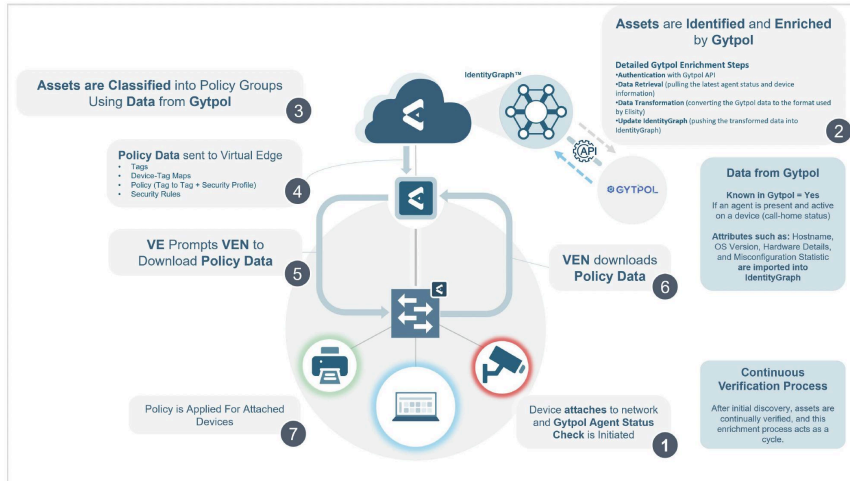 Assets are Identified and Enriched
by Gytpol
Detailed Gytpol Enrichment Steps
•Authentication with Gytpol API
•Data Retrieval (pulling the latest agent status and device
information)
•Data Transformation (converting the Gytpol data to the format used
by Elisity)
•Update IdentityGraph (pushing the transformed data into
IdentityGraph)
2
IdentityGraph™
Assets are Classified into Policy Groups
Using Data from Gytpol
3
API
GYTPOL
Policy Data sent to Virtual Edge
• Tags
• Device-Tag Maps
• Policy (Tag to Tag + Security Profile)
• Security Rules
4
Data from Gytpol
Known in Gytpol = Yes
If an agent is present and active
on a device (call-home status)
Attributes such as: Hostname,
OS Version, Hardware Details,
and Misconfiguration Statistic
are imported into
IdentityGraph
VE Prompts VEN to
Download Policy Data
5
VEN downloads
Policy Data
6
Policy is Applied For Attached
Devices
7
Device attaches to network
and Gytpol Agent Status
Check is Initiated
1
Continuous
Verification Process
After initial discovery, assets are
continually verified, and this
enrichment process acts as a
cycle.